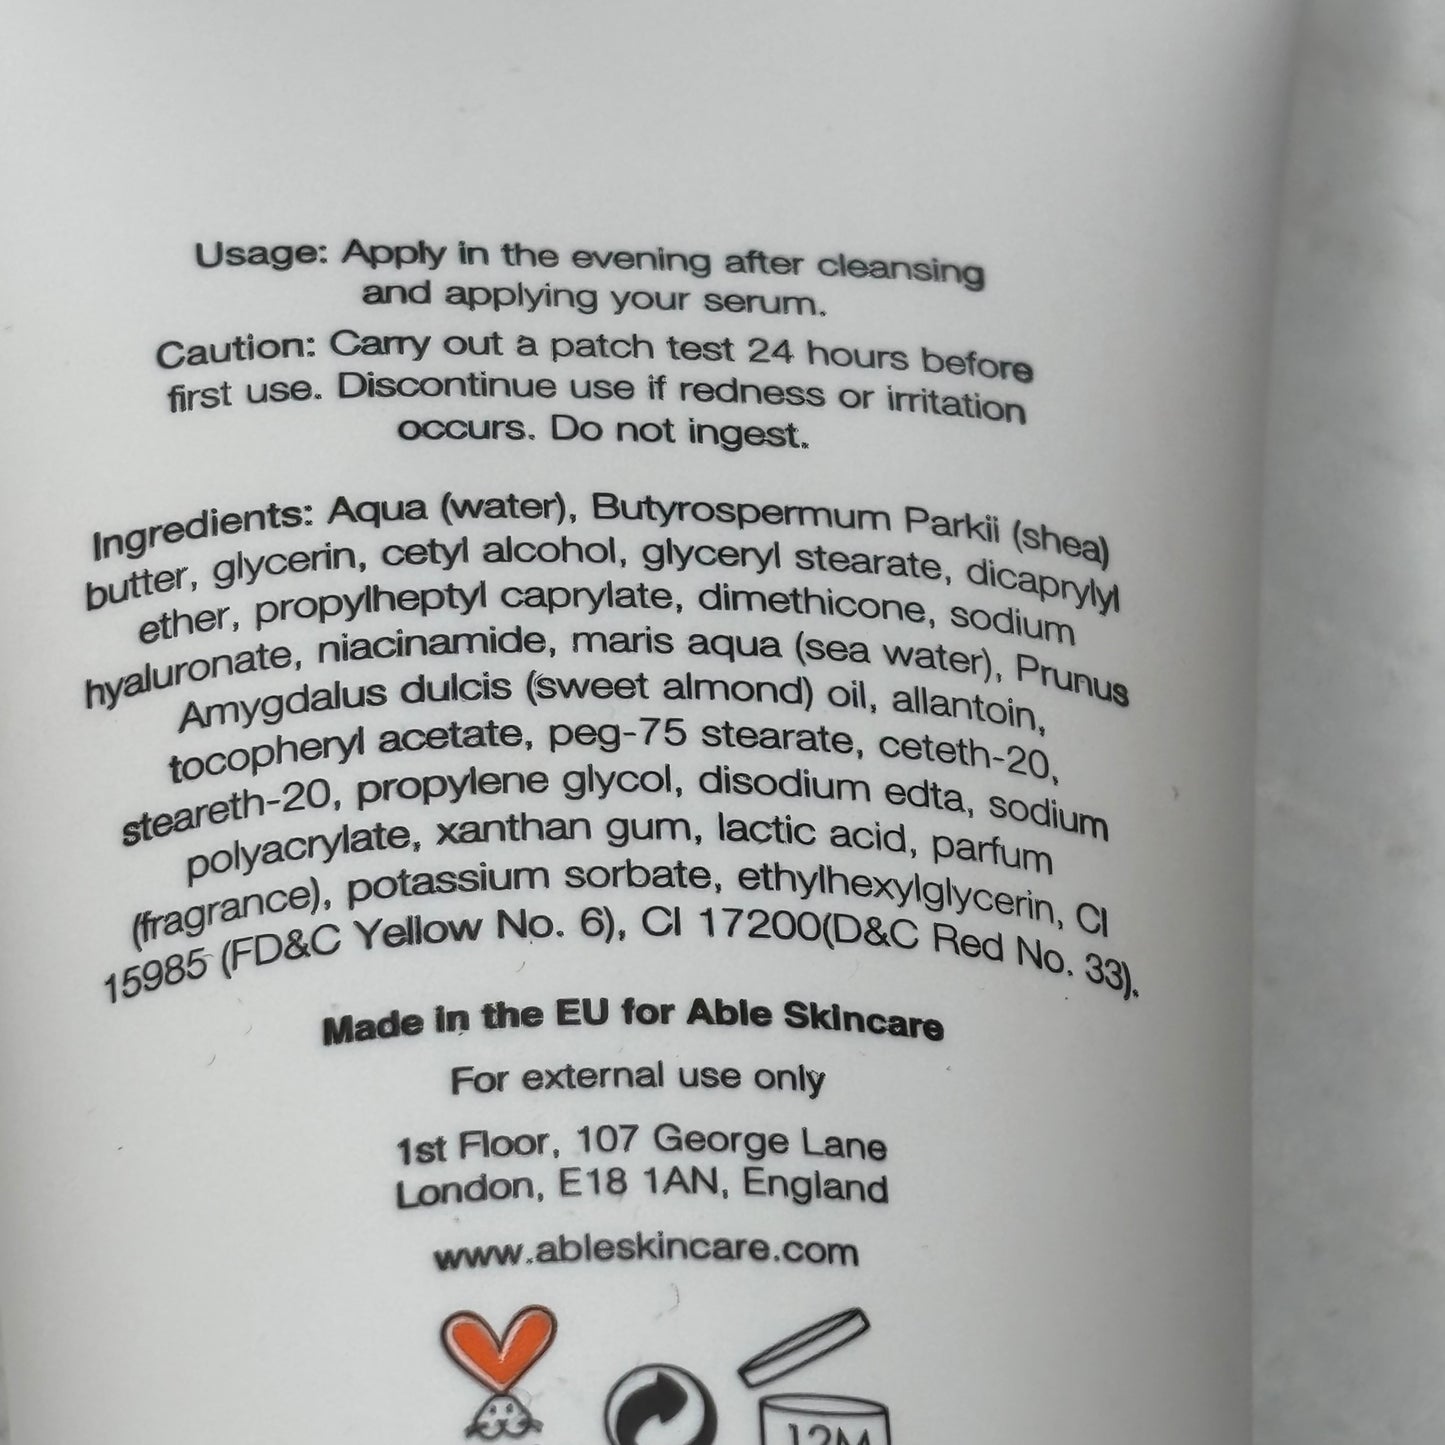 Usage: Apply in the evening after cleansing
and applying your serum.
Caution: Carry out a patch test 24 hours before
first use. Discontinue use if redness or irritation
occurs. Do not ingest.
Ingredients: Aqua (water), Butyrospermum Parkii (shea)
butter, glycerin, cetyl alcohol, glyceryl stearate, dicaprylyl
ether, propylheptyl caprylate, dimethicone, sodium
hyaluronate, niacinamide, maris aqua (sea water), Prunus
Amygdalus dulcis (sweet almond) oil, allantoin,
tocopheryl acetate, peg-75 stearate, ceteth-20,
steareth-20, propylene glycol, disodium edta, sodium
polyacrylate, xanthan gum, lactic acid, parfum
(fragrance), potassium sorbate, ethylhexylglycerin, CI
15985 (FD&C Yellow No. 6), CI 17200(D&C Red No. 33).
Made in the EU for Able Skincare
For external use only
1st Floor, 107 George Lane
London, E18 1AN, England
www.ableskincare.com
12M